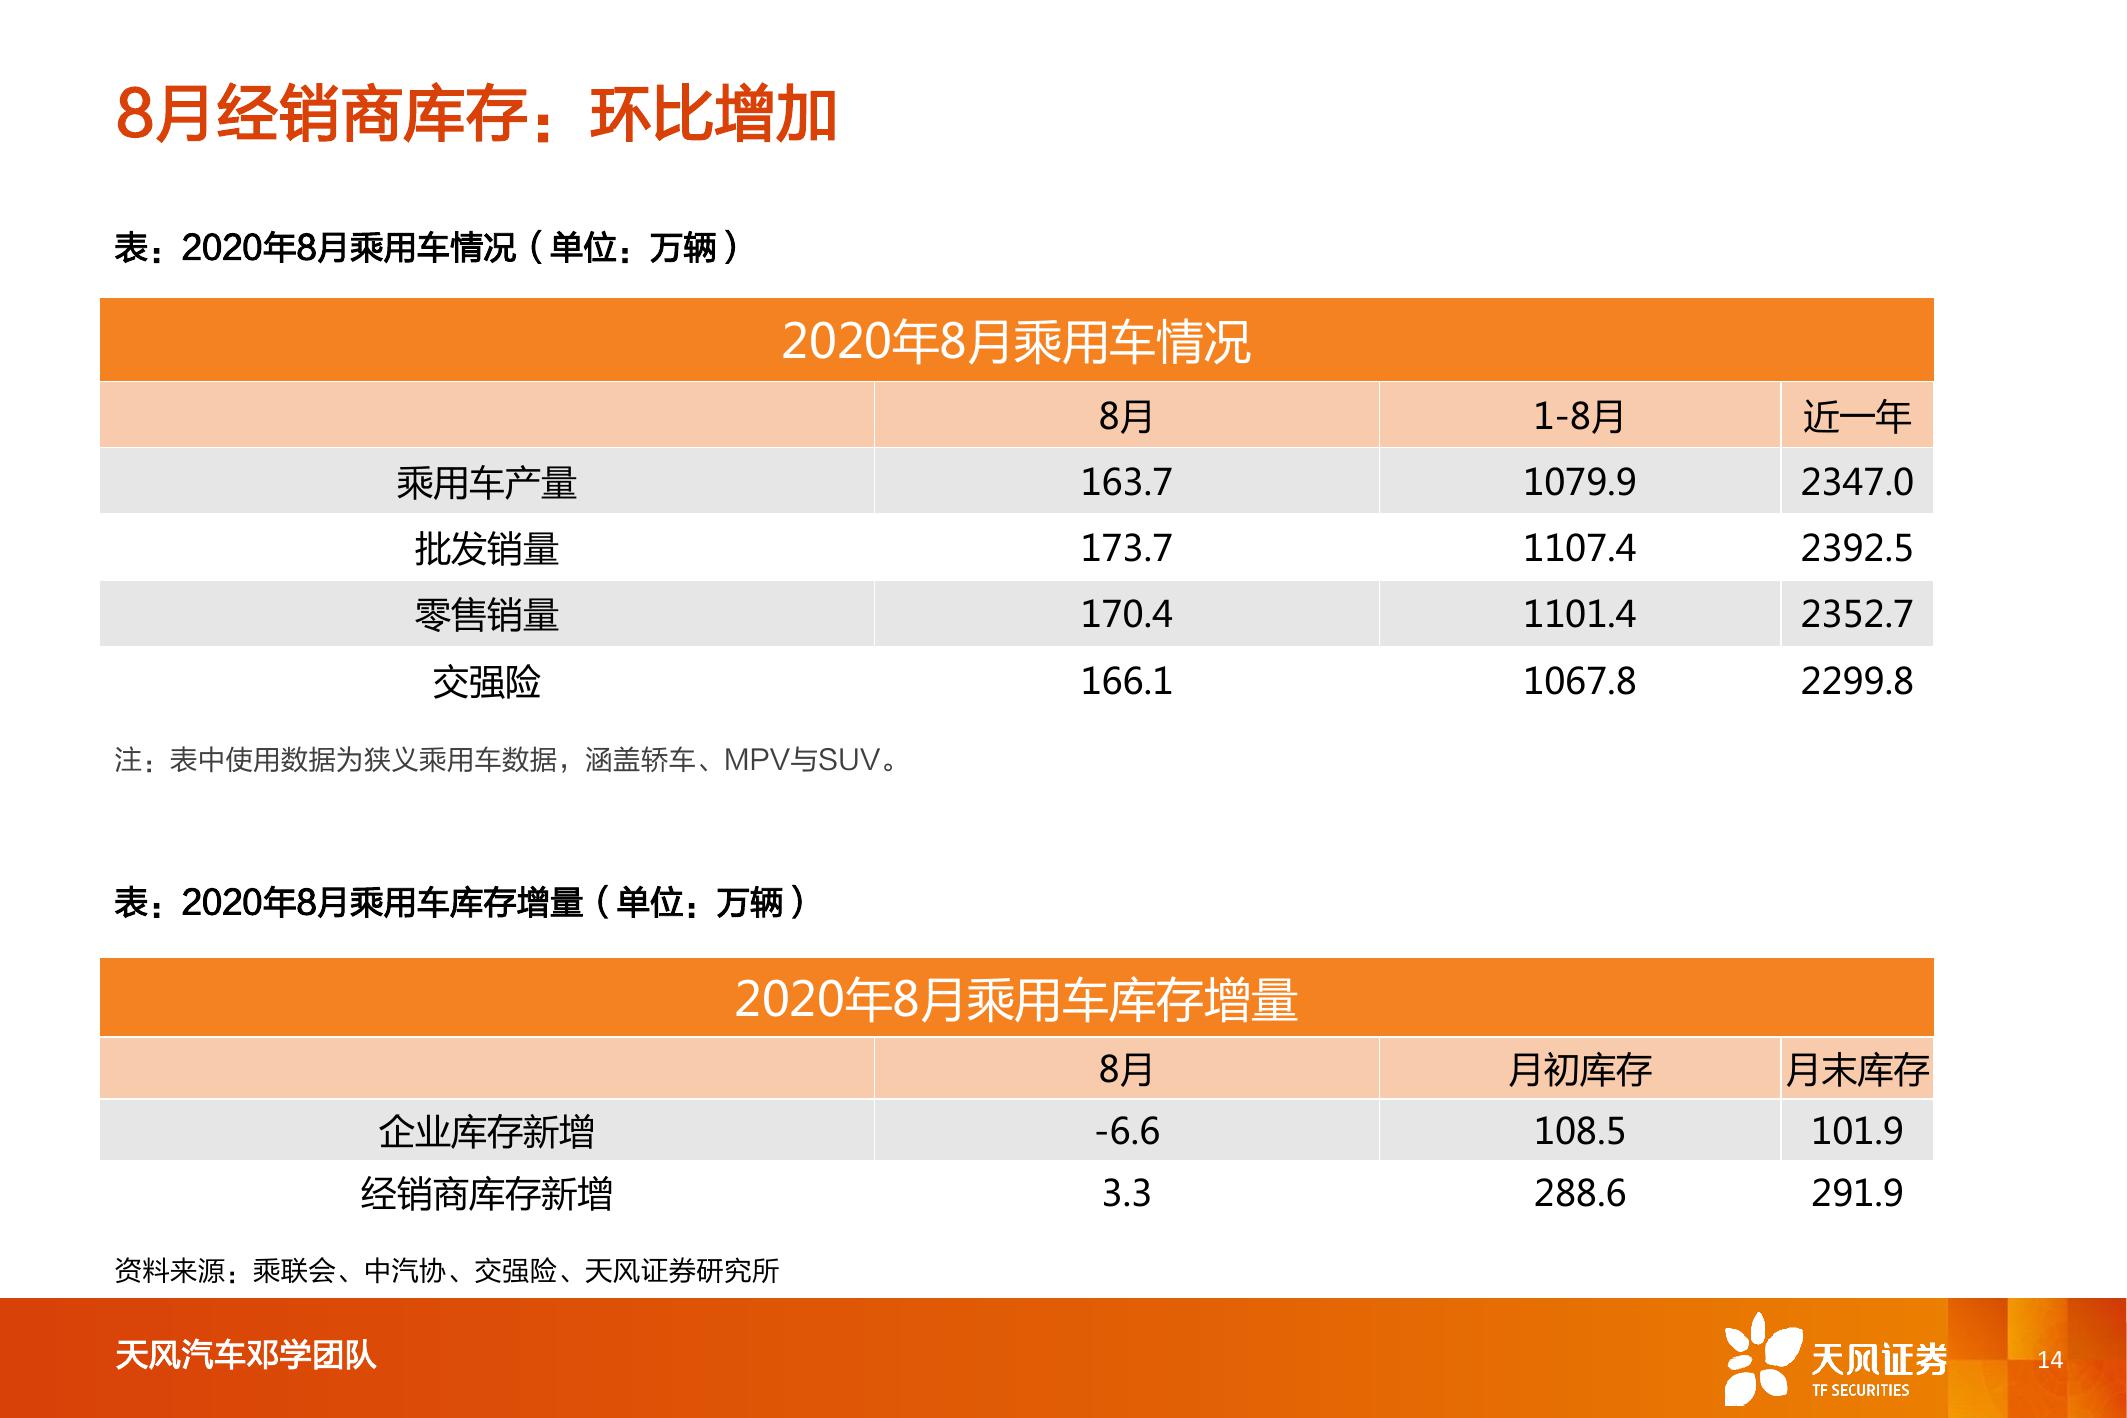 8月经销商库存：环比增加
表：2020年8月乘用车情况（单位：万辆）
2020年8月乘用车情况
8月 1-8月 近一年
乘用车产量 163.7 1079.9 2347.0
批发销量 173.7 1107.4 2392.5
零售销量 170.4 1101.4 2352.7
交强险 166.1 1067.8 2299.8
注：表中使用数据为狭义乘用车数据，涵盖轿车、MPV与SUV。
表：2020年8月乘用车库存增量（单位：万辆）
2020年8月乘用车库存增量
8月 月初库存 月末库存
企业库存新增 -6.6 108.5 101.9
经销商库存新增 3.3 288.6 291.9
资料来源：乘联会、中汽协、交强险、天风证券研究所
天风汽车邓学团队
天风证券
TF SECURITIES
14